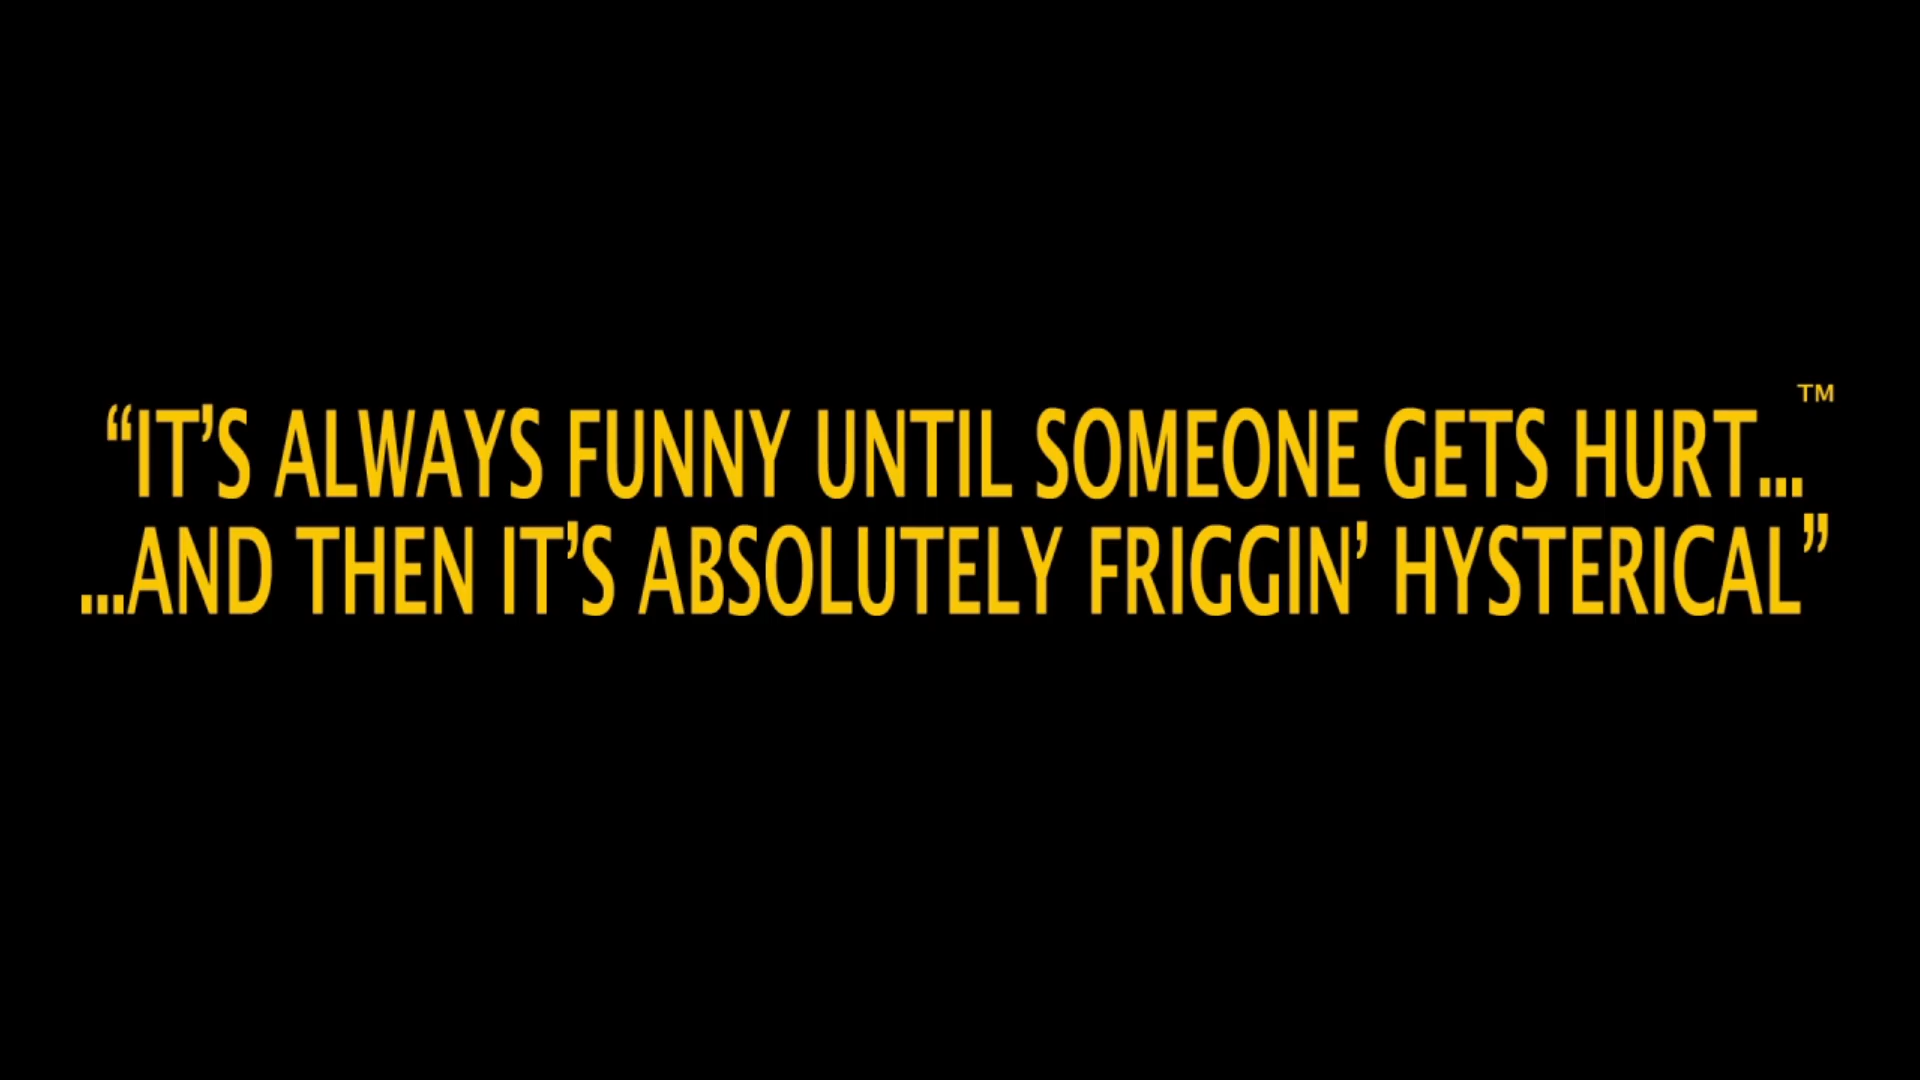 “IT’S ALWAYS FUNNY UNTIL SOMEONE GETS HURT...™
...AND THEN IT’S ABSOLUTELY FRIGGIN’ HYSTERICAL”